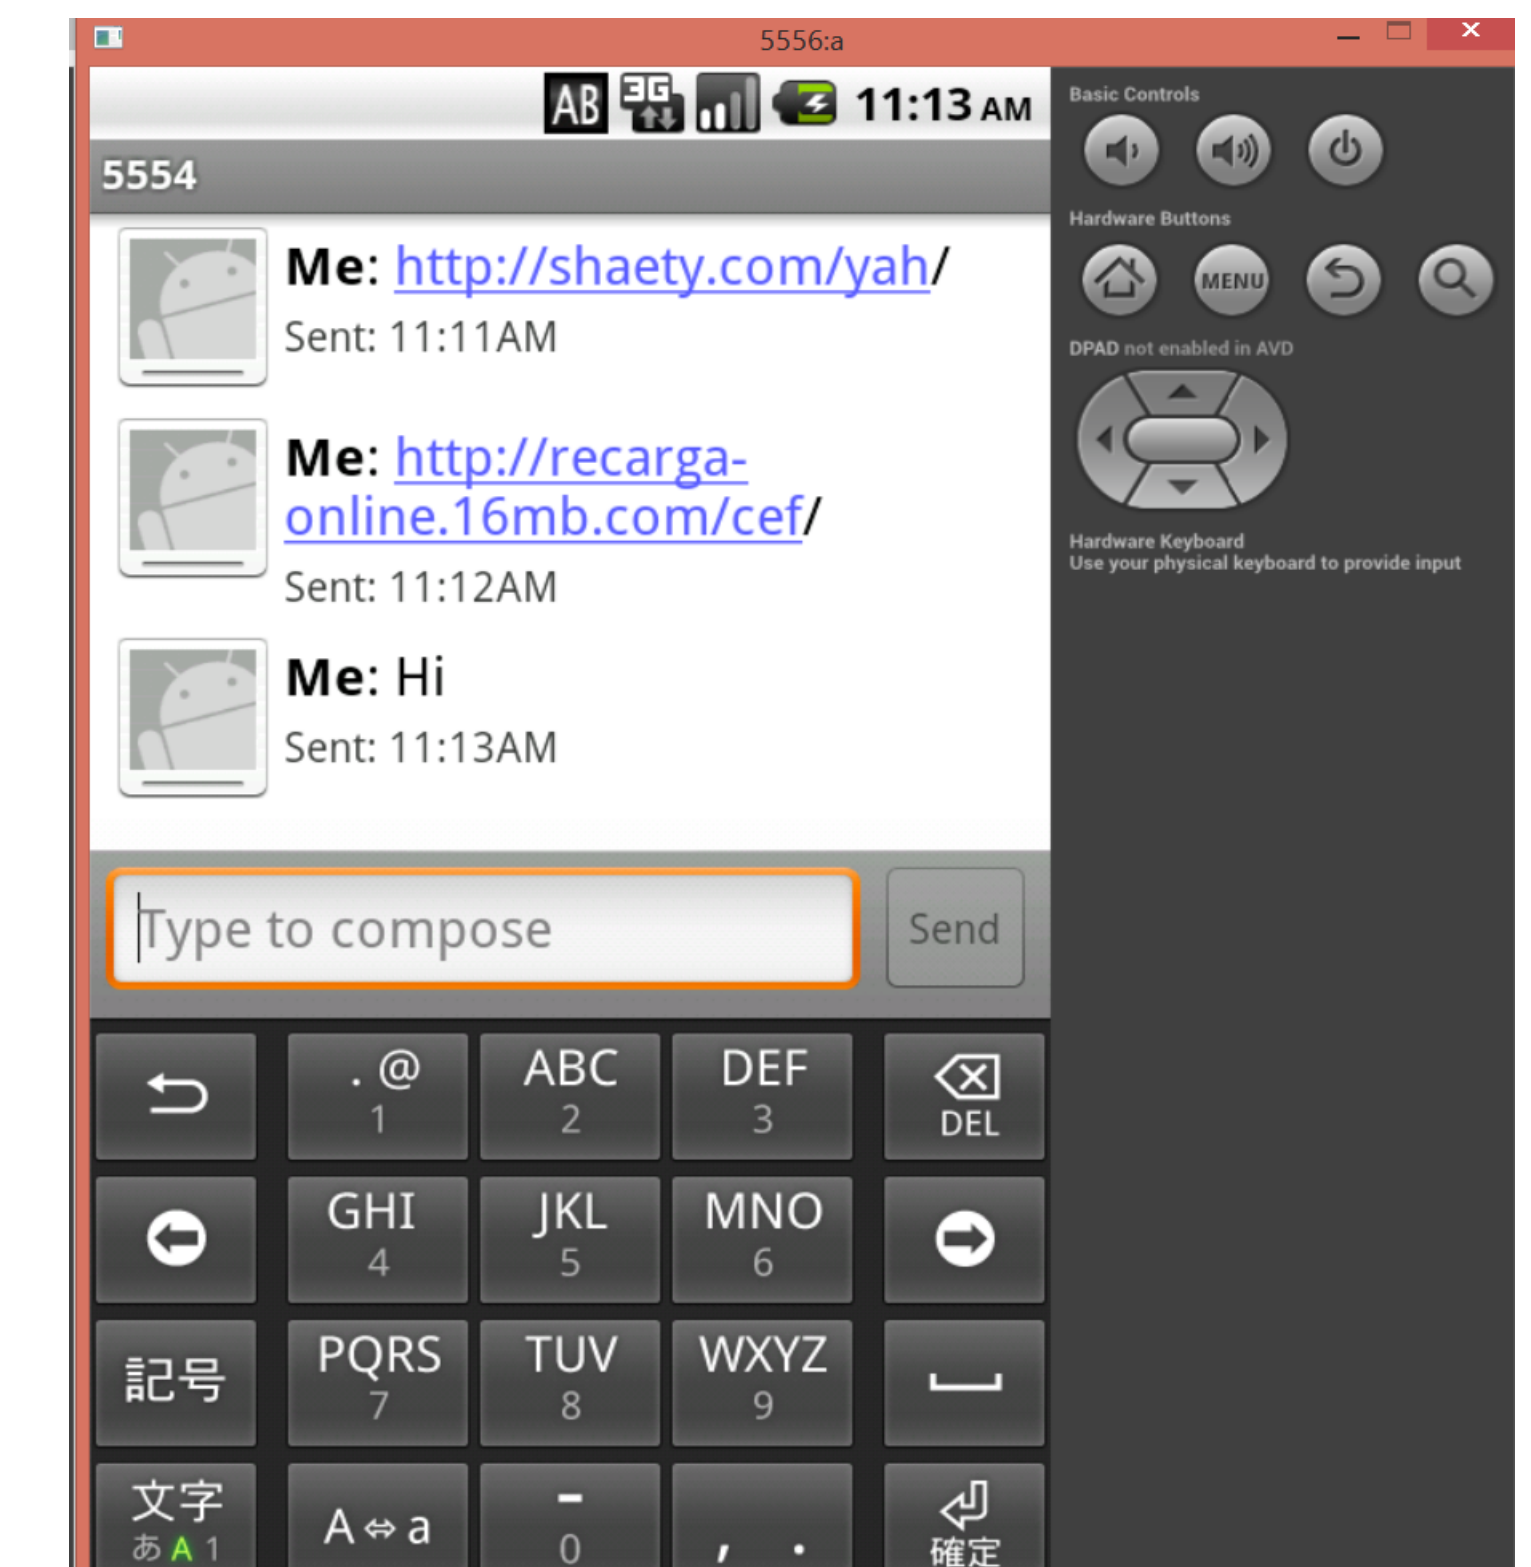 5556:a
AB 3G 11:13 AM
5554
Me: http://shaety.com/yah/
Sent: 11:11AM
Me: http://recarga-
online.16mb.com/cef/
Sent: 11:12AM
Me: Hi
Sent: 11:13AM
Type to compose
Send
. @
1
ABC
2
DEF
3
DEL
GHI
4
JKL
5
MNO
6
記号
PQRS
7
TUV
8
WXYZ
9
文字
あ A 1
A ⇔ a
-
0
, .
確定
Basic Controls
Hardware Buttons
MENU
DPAD not enabled in AVD
Hardware Keyboard
Use your physical keyboard to provide input